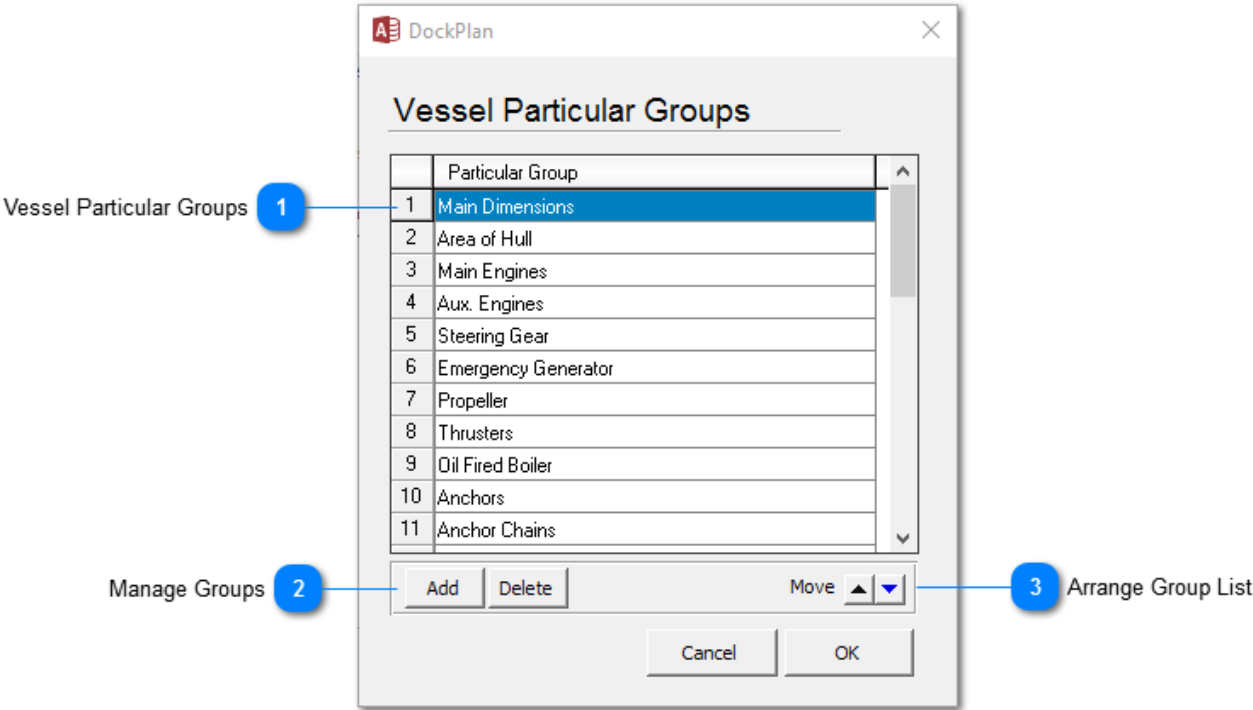 DockPlan
Vessel Particular Groups
Particular Group
Vessel Particular Groups 1
1 Main Dimensions
2 Area of Hull
3 Main Engines
4 Aux. Engines
5 Steering Gear
6 Emergency Generator
7 Propeller
8 Thrusters
9 Oil Fired Boiler
10 Anchors
11 Anchor Chains
Manage Groups 2
Add Delete Move
3 Arrange Group List
Cancel OK